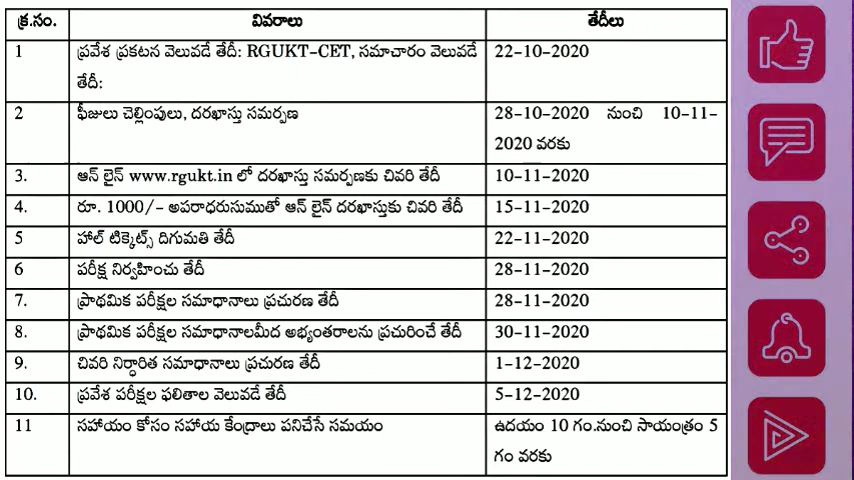 క్ర.సం. వివరాలు తేదీలు
1 ప్రవేశ ప్రకటన వెలువడే తేదీ: RGUKT-CET, సమాచారం వెలువడే 22-10-2020
తేదీ:
2 ఫీజులు చెల్లింపులు, దరఖాస్తు సమర్పణ 28-10-2020 నుంచి 10-11-
2020 వరకు
3. ఆన్ లైన్ www.rgukt.in లో దరఖాస్తు సమర్పణకు చివరి తేదీ 10-11-2020
4. రూ. 1000/- అపరాధరుసుముతో ఆన్ లైన్ దరఖాస్తుకు చివరి తేదీ 15-11-2020
5 హాల్ టిక్కెట్స్ దిగుమతి తేదీ 22-11-2020
6 పరీక్ష నిర్వహించు తేదీ 28-11-2020
7. ప్రాథమిక పరీక్షల సమాధానాలు ప్రచురణ తేదీ 28-11-2020
8. ప్రాథమిక పరీక్షల సమాధానాలమీద అభ్యంతరాలను ప్రచురించే తేదీ 30-11-2020
9. చివరి నిర్ధారిత సమాధానాలు ప్రచురణ తేదీ 1-12-2020
10. ప్రవేశ పరీక్షల ఫలితాల వెలువడే తేదీ 5-12-2020
11 సహాయం కోసం సహాయ కేంద్రాలు పనిచేసే సమయం ఉదయం 10 గం.నుంచి సాయంత్రం 5
గం వరకు